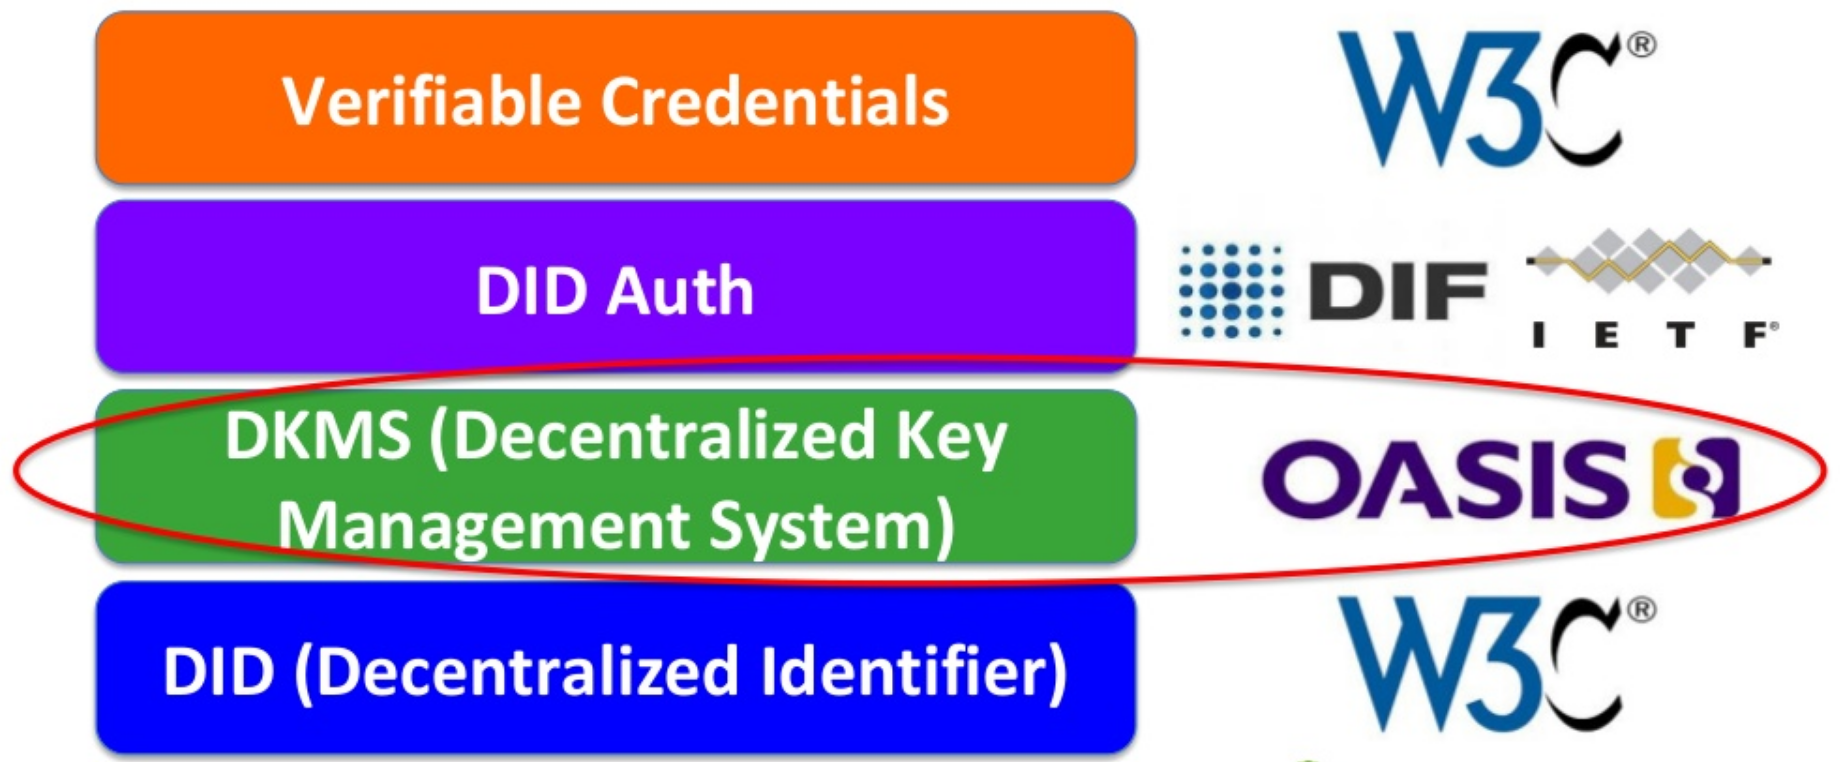 Verifiable Credentials
W3C®
DID Auth
DIF
IETF®
DKMS (Decentralized Key
Management System)
OASIS
DID (Decentralized Identifier)
W3C®